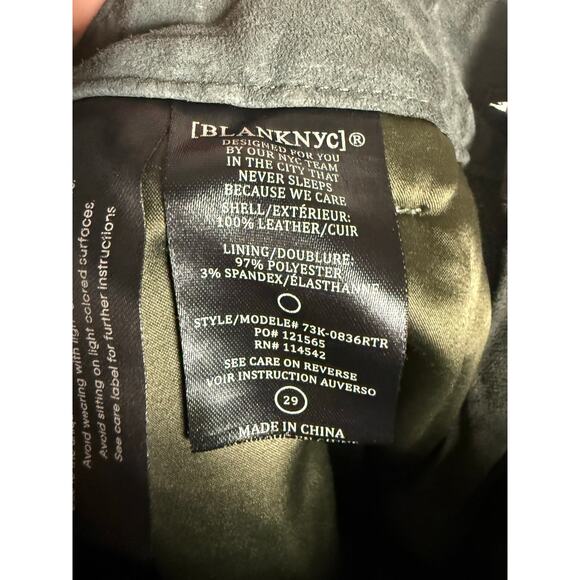 [BLANKNYC]®
DESIGNED FOR YOU
BY OUR NYC TEAM
IN THE CITY THAT
NEVER SLEEPS
BECAUSE WE CARE
SHELL/EXTÉRIEUR:
100% LEATHER/CUIR
LINING/DOUBLURE:
97% POLYESTER
3% SPANDEX/ÉLASTHANNE
STYLE/MODELE# 73K-0836RTR
PO# 121565
RN# 114542
SEE CARE ON REVERSE
VOIR INSTRUCTION AUVERSO
29
MADE IN CHINA
Avoid wearing with
Avoid sitting on light colored surfaces.
See care label for further instructions